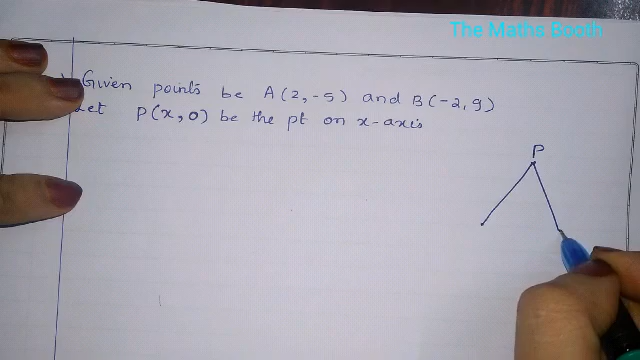 The Maths Booth
Given points be A(2,-5) and B(-2,9)
Let P(x,0) be the pt on x-axis
P